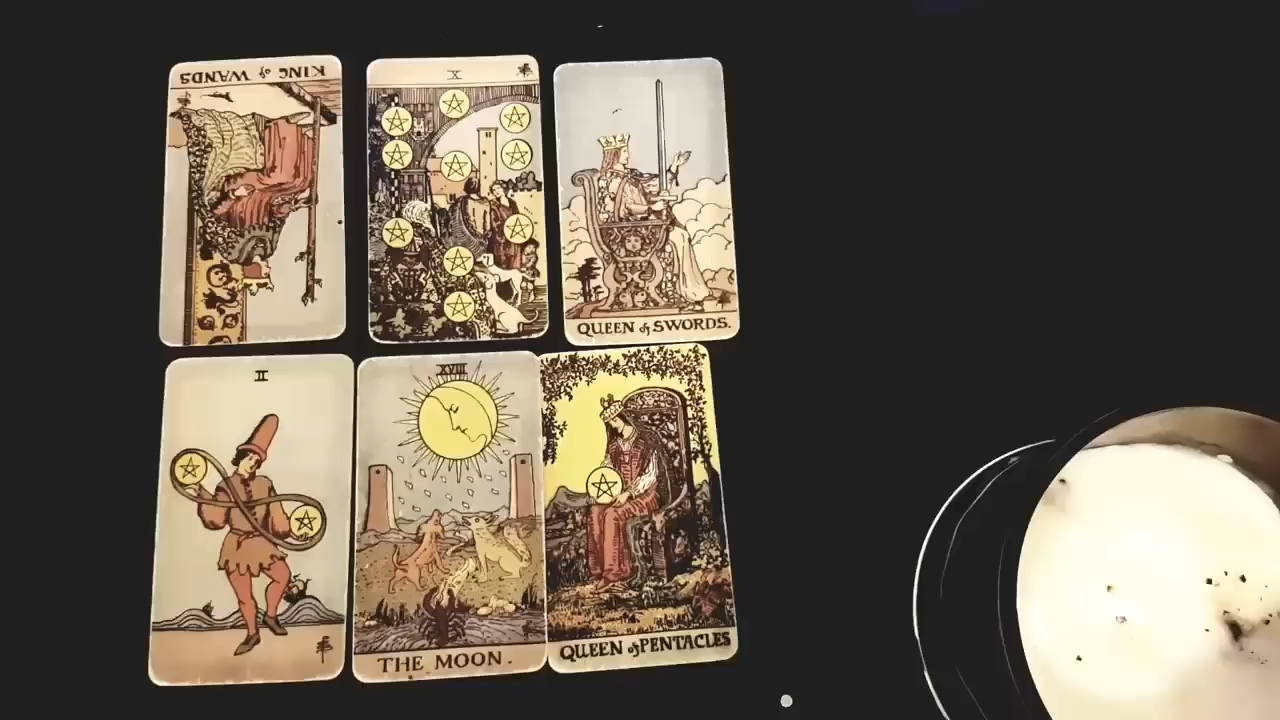 KING of WANDS
X
QUEEN of SWORDS.
II
XVIII
THE MOON.
QUEEN of PENTACLES